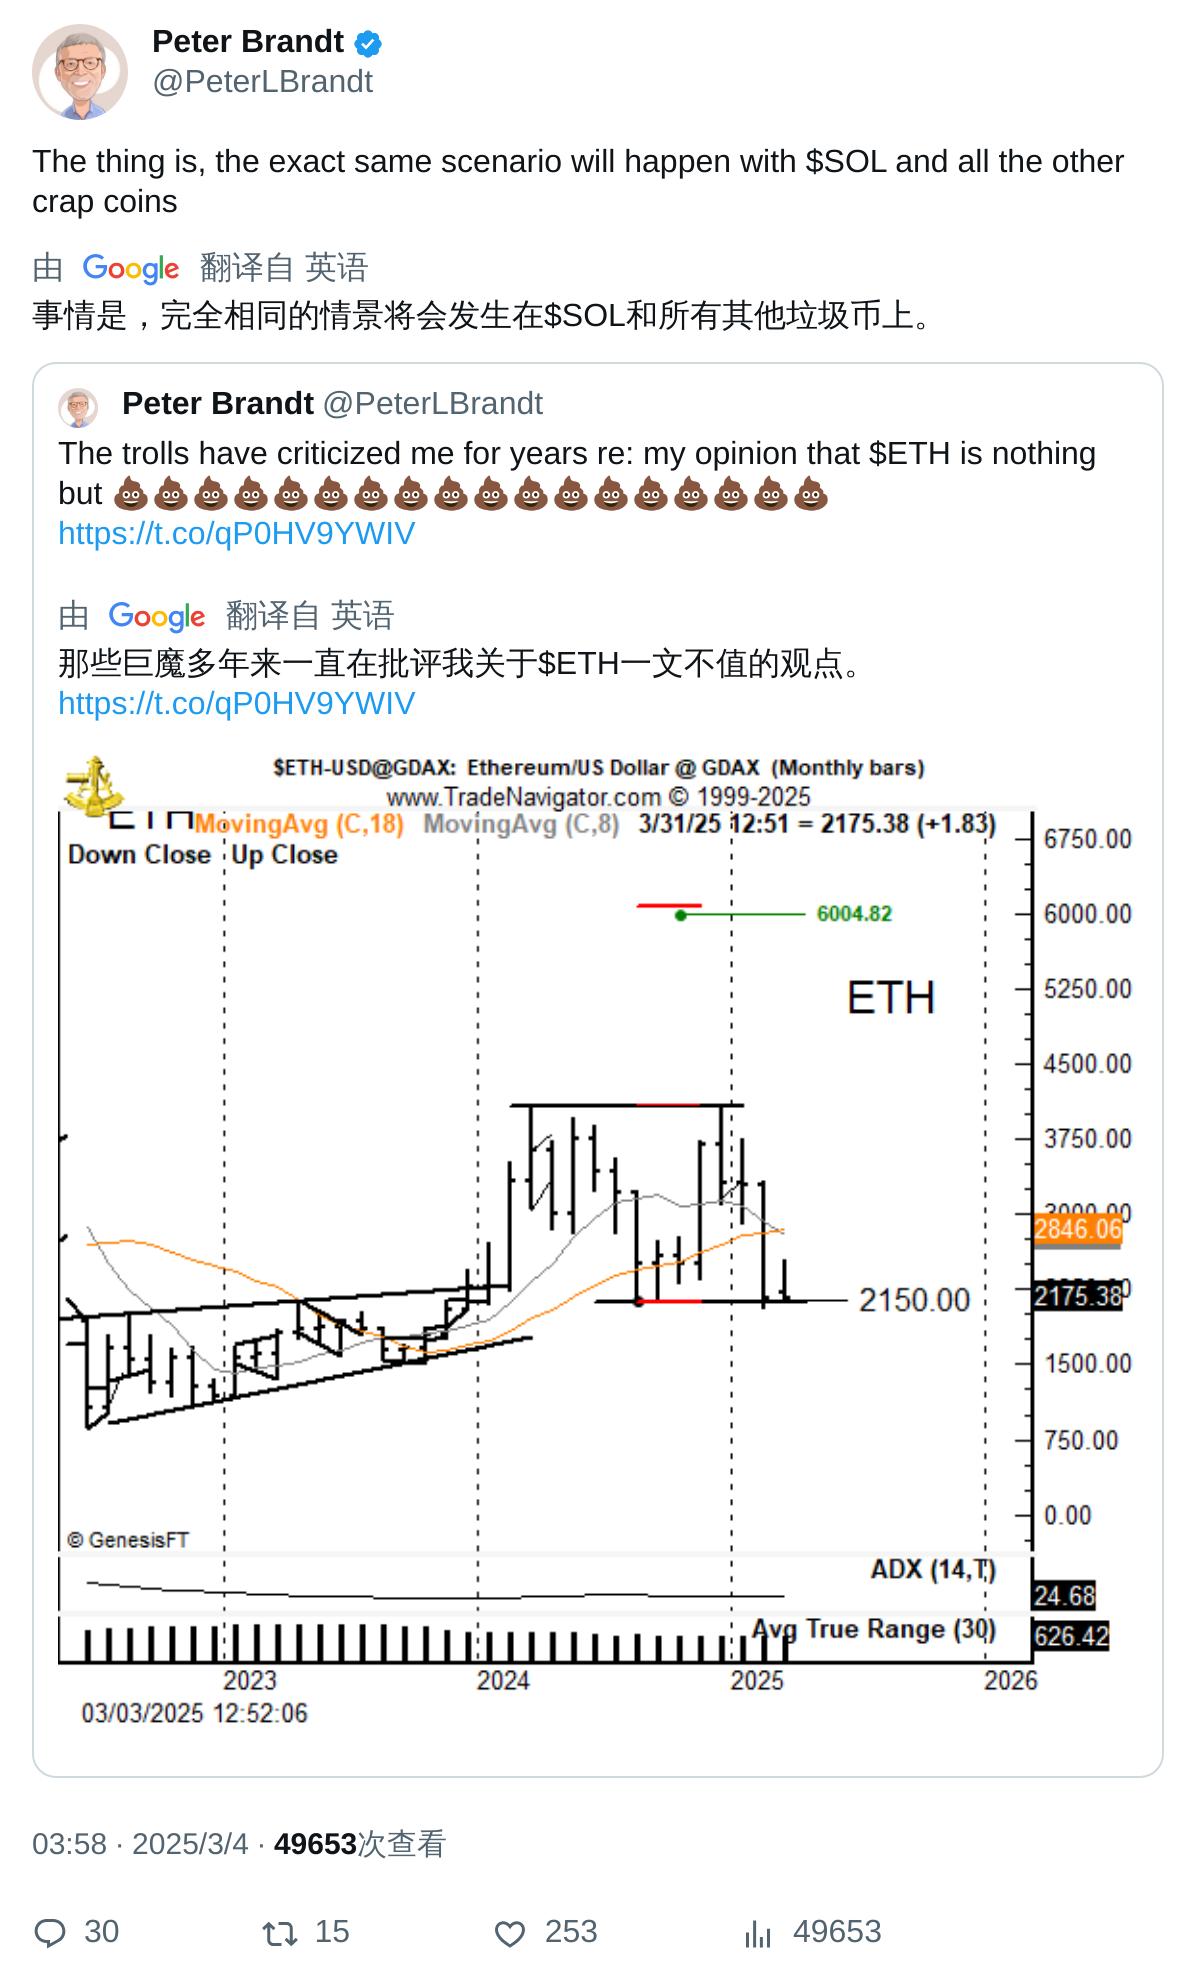 Peter Brandt
@PeterLBrandt
The thing is, the exact same scenario will happen with $SOL and all the other
crap coins
由 Google 翻译自 英语
事情是，完全相同的情景将会发生在$SOL和所有其他垃圾币上。
Peter Brandt @PeterLBrandt
The trolls have criticized me for years re: my opinion that $ETH is nothing
but 💩💩💩💩💩💩💩💩💩💩💩💩💩💩💩💩💩💩
https://t.co/qP0HV9YWIV
由 Google 翻译自 英语
那些巨魔多年来一直在批评我关于$ETH一文不值的观点。
https://t.co/qP0HV9YWIV
$ETH-USD@GDAX: Ethereum/US Dollar @ GDAX (Monthly bars)
www.TradeNavigator.com © 1999-2025
ETH MovingAvg (C,18) MovingAvg (C,8) 3/31/25 12:51 = 2175.38 (+1.83)
Down Close Up Close
6750.00
6004.82
6000.00
ETH
5250.00
4500.00
3750.00
3000.00
2846.06
2175.38
2150.00
1500.00
750.00
0.00
© GenesisFT
ADX (14,T)
24.68
Avg True Range (30)
626.42
2023 2024 2025 2026
03/03/2025 12:52:06
03:58 · 2025/3/4 · 49653次查看
30 15 253 49653